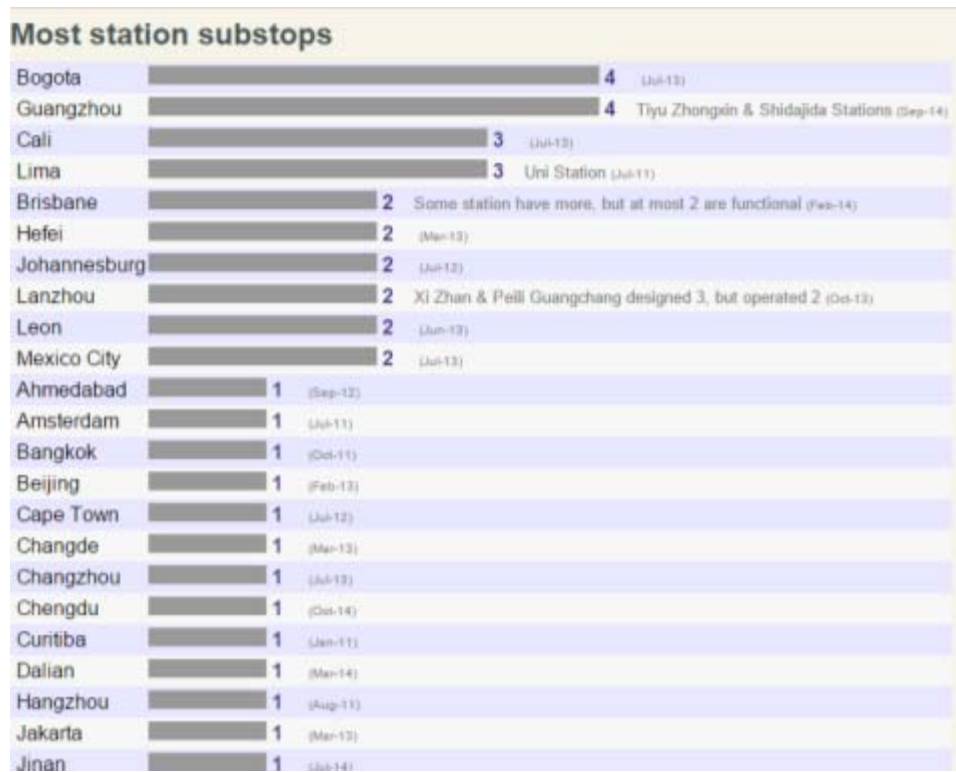 Most station substops
Bogota 4 (Jul-13)
Guangzhou 4 Tiyu Zhongxin & Shidajida Stations (Sep-14)
Cali 3 (Jul-13)
Lima 3 Uni Station (Jul-11)
Brisbane 2 Some station have more, but at most 2 are functional (Feb-14)
Hefei 2 (Mar-13)
Johannesburg 2 (Jul-12)
Lanzhou 2 Xi Zhan & Peili Guangchang designed 3, but operated 2 (Oct-13)
Leon 2 (Jun-13)
Mexico City 2 (Jul-13)
Ahmedabad 1 (Sep-12)
Amsterdam 1 (Jul-11)
Bangkok 1 (Oct-11)
Beijing 1 (Feb-13)
Cape Town 1 (Jul-12)
Changde 1 (Mar-13)
Changzhou 1 (Jul-13)
Chengdu 1 (Oct-14)
Curitiba 1 (Jan-11)
Dalian 1 (Mar-14)
Hangzhou 1 (Aug-11)
Jakarta 1 (Mar-13)
Jinan 1 (Jul-14)